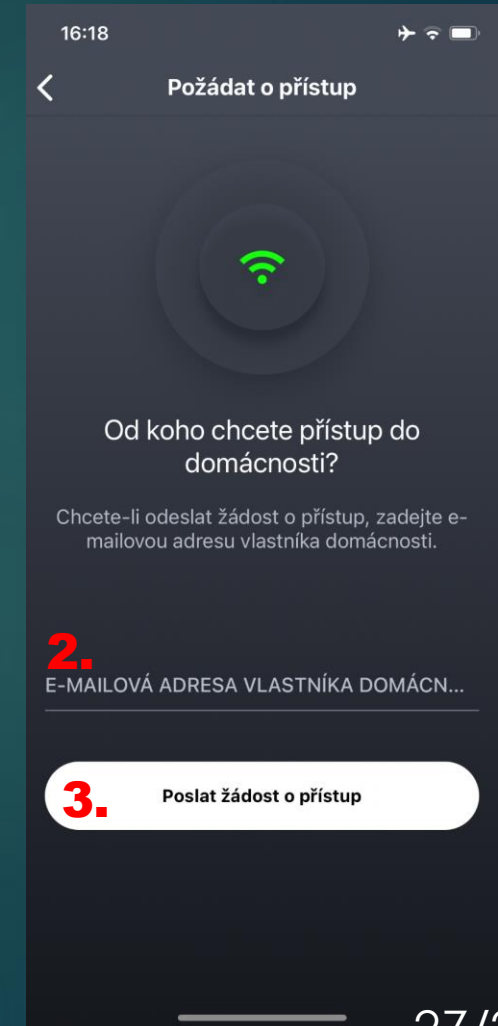 16:18
Požádat o přístup
Od koho chcete přístup do
domácnosti?
Chcete-li odeslat žádost o přístup, zadejte e-
mailovou adresu vlastníka domácnosti.
2.
E-MAILOVÁ ADRESA VLASTNÍKA DOMÁCN...
3. Poslat žádost o přístup